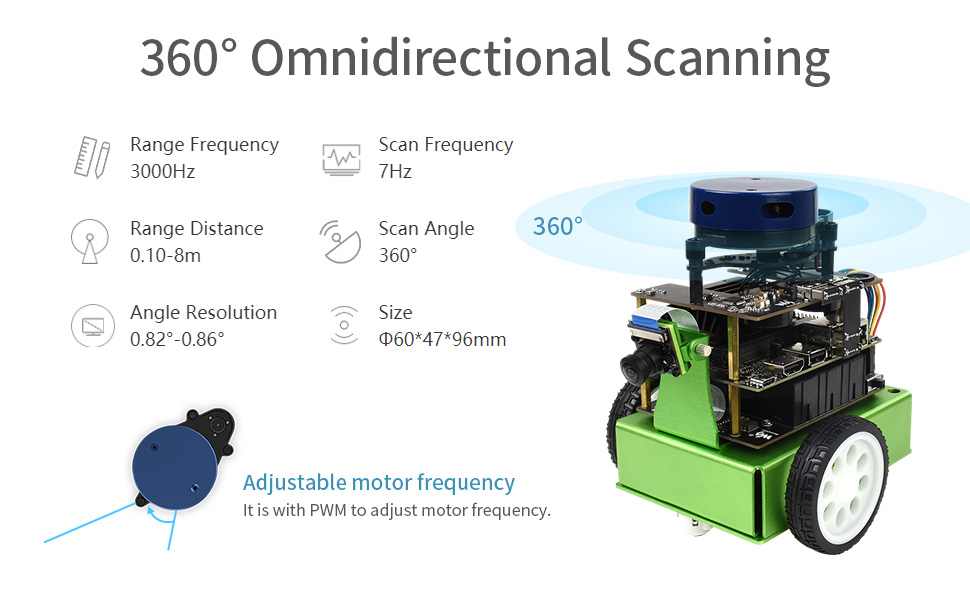 360° Omnidirectional Scanning
Range Frequency
3000Hz
Scan Frequency
7Hz
Range Distance
0.10-8m
Scan Angle
360°
Angle Resolution
0.82°-0.86°
Size
Φ60*47*96mm
360°
Adjustable motor frequency
It is with PWM to adjust motor frequency.